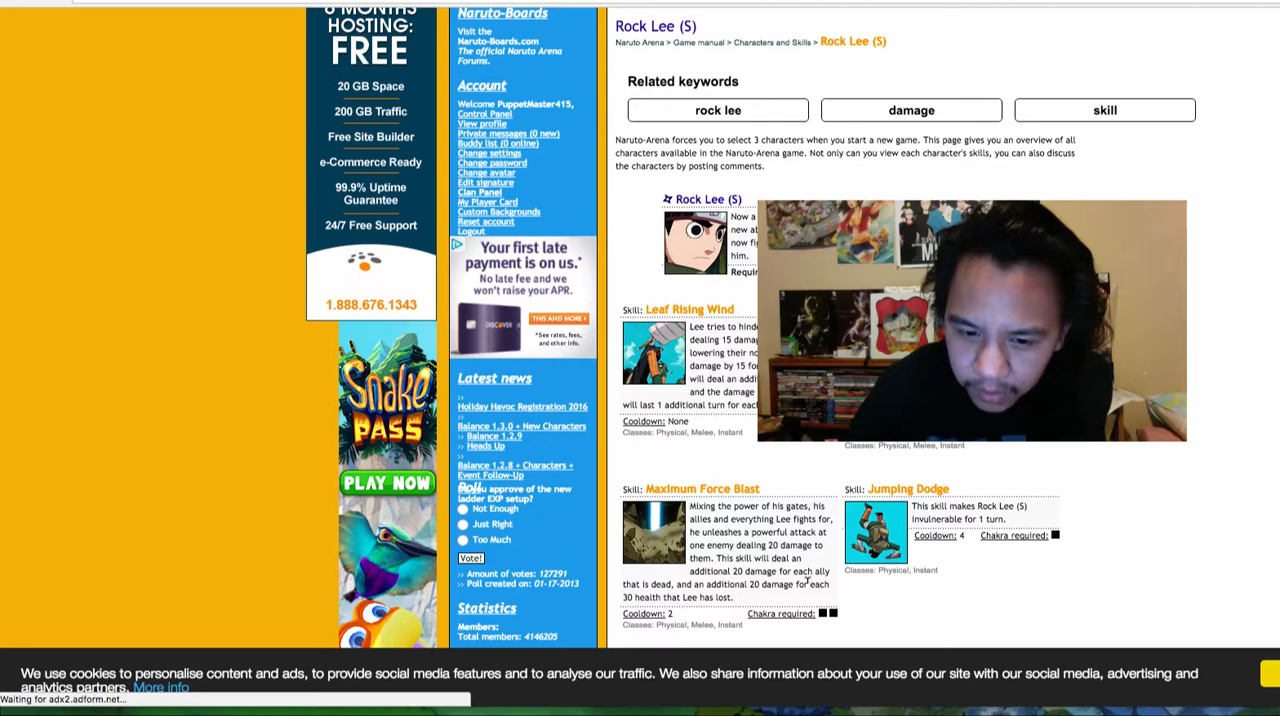 6 MONTHS
HOSTING:
FREE
20 GB Space
200 GB Traffic
Free Site Builder
e-Commerce Ready
99.9% Uptime
Guarantee
24/7 Free Support
1.888.676.1343
Snake
PASS
PLAY NOW
Naruto-Boards
Visit the
Naruto-Boards.com
The official Naruto Arena
Forums.
Account
Welcome PuppetMaster415,
Control Panel
View profile
Private messages (0 new)
Buddy list (0 online)
Change settings
Change password
Change avatar
Edit signature
Clan Panel
My Player Card
Custom Backgrounds
Reset account
Logout
Your first late
payment is on us.*
No late fee and we
won't raise your APR.
DISCOVER
THIS AND MORE
*See rates, fees,
and other info.
Latest news
>>
Holiday Havoc Registration 2016
>>
Balance 1.3.0 + New Characters
>> Balance 1.2.9
>> Heads Up
>>
Balance 1.2.8 + Characters +
Event Follow-Up
Poll
you approve of the new
ladder EXP setup?
Not Enough
Just Right
Too Much
Vote!
>> Amount of votes: 127291
>> Poll created on: 01-17-2013
Statistics
Members:
Total members: 4146205
Rock Lee (S)
Naruto Arena > Game manual > Characters and Skills > Rock Lee (S)
Related keywords
rock lee
damage
skill
Naruto-Arena forces you to select 3 characters when you start a new game. This page gives you an overview of all
characters available in the Naruto-Arena game. Not only can you view each character's skills, you can also discuss
the characters by posting comments.
Rock Lee (S)
Now a
new
now
him.
Skill: Leaf Rising Wind
Lee tries to
dealing 15
lowering their
damage by 15
will deal an
and the damage
will last 1 additional turn for
Cooldown: None
Classes: Physical, Melee, Instant
Classes: Physical, Melee, Instant
Skill: Maximum Force Blast
Mixing the power of his gates, his
allies and everything Lee fights for,
he unleashes a powerful attack at
one enemy dealing 20 damage to
them. This skill will deal an
additional 20 damage for each ally
that is dead, and an additional 20 damage for each
30 health that Lee has lost.
Cooldown: 2 Chakra required:
Classes: Physical, Melee, Instant
Skill: Jumping Dodge
This skill makes Rock Lee (S)
invulnerable for 1 turn.
Cooldown: 4 Chakra required:
Classes: Physical, Instant
We use cookies to personalise content and ads, to provide social media features and to analyse our traffic. We also share information about your use of our site with our social media, advertising and
analytics partners. More info
Waiting for adx2.adform.net...